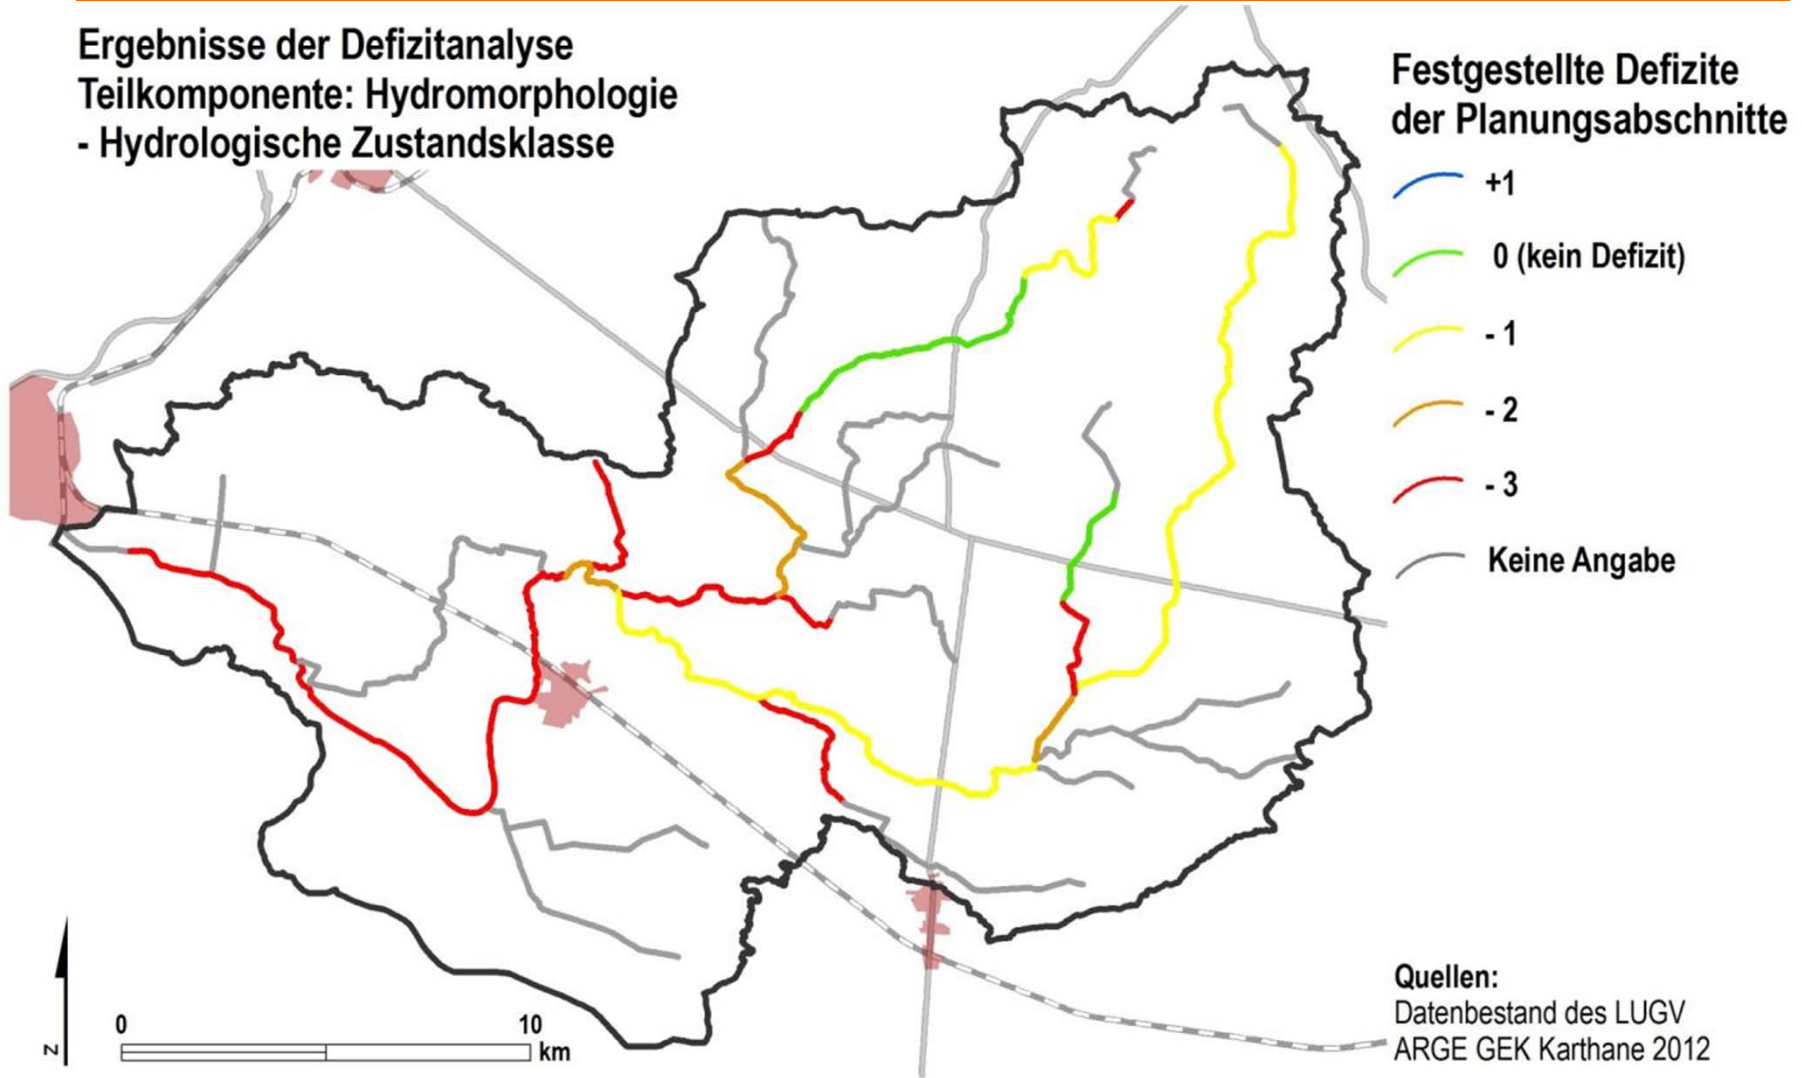 Ergebnisse der Defizitanalyse
Teilkomponente: Hydromorphologie
- Hydrologische Zustandsklasse
Festgestellte Defizite
der Planungsabschnitte
+1
0 (kein Defizit)
- 1
- 2
- 3
Keine Angabe
N
0 10
km
Quellen:
Datenbestand des LUGV
ARGE GEK Karthane 2012